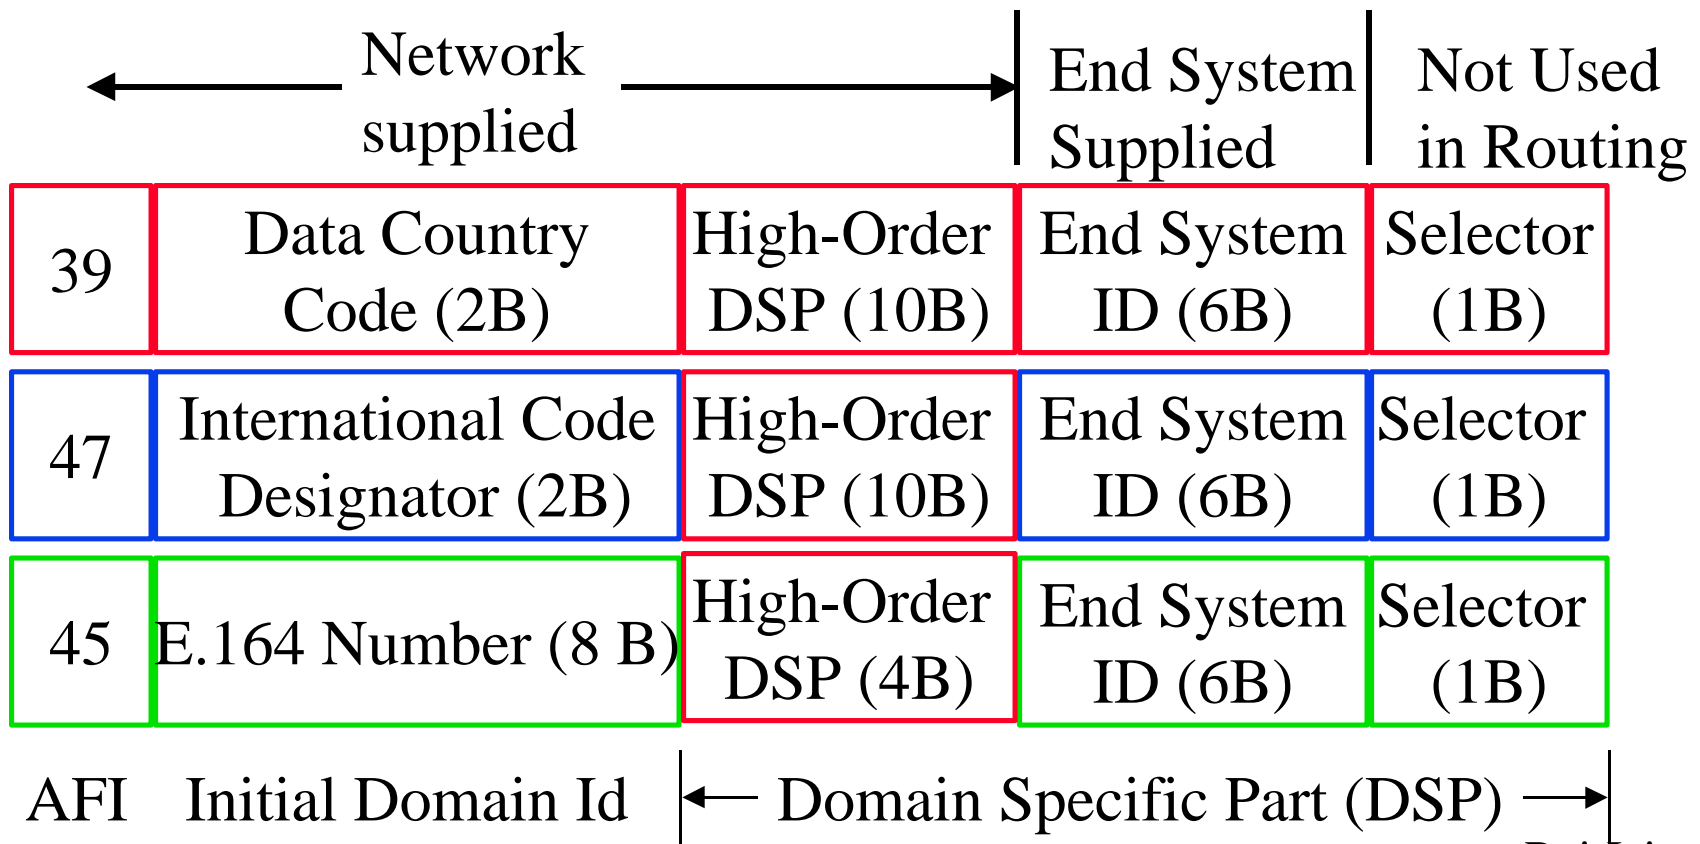 Network
supplied
End System
Supplied
Not Used
in Routing
39
Data Country
Code (2B)
High-Order
DSP (10B)
End System
ID (6B)
Selector
(1B)
47
International Code
Designator (2B)
High-Order
DSP (10B)
End System
ID (6B)
Selector
(1B)
45
E.164 Number (8 B)
High-Order
DSP (4B)
End System
ID (6B)
Selector
(1B)
AFI
Initial Domain Id
Domain Specific Part (DSP)